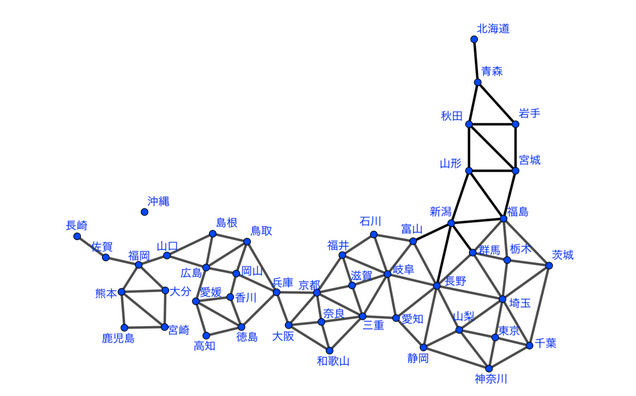 北海道
青森
秋田
岩手
山形
宮城
沖縄
新潟
福島
長崎
島根
石川
富山
鳥取
佐賀
山口
福井
群馬
栃木
茨城
福岡
広島
岡山
滋賀
岐阜
長野
兵庫
京都
熊本
大分
愛媛
香川
埼玉
奈良
三重
愛知
山梨
東京
宮崎
鹿児島
徳島
大阪
高知
和歌山
静岡
千葉
神奈川